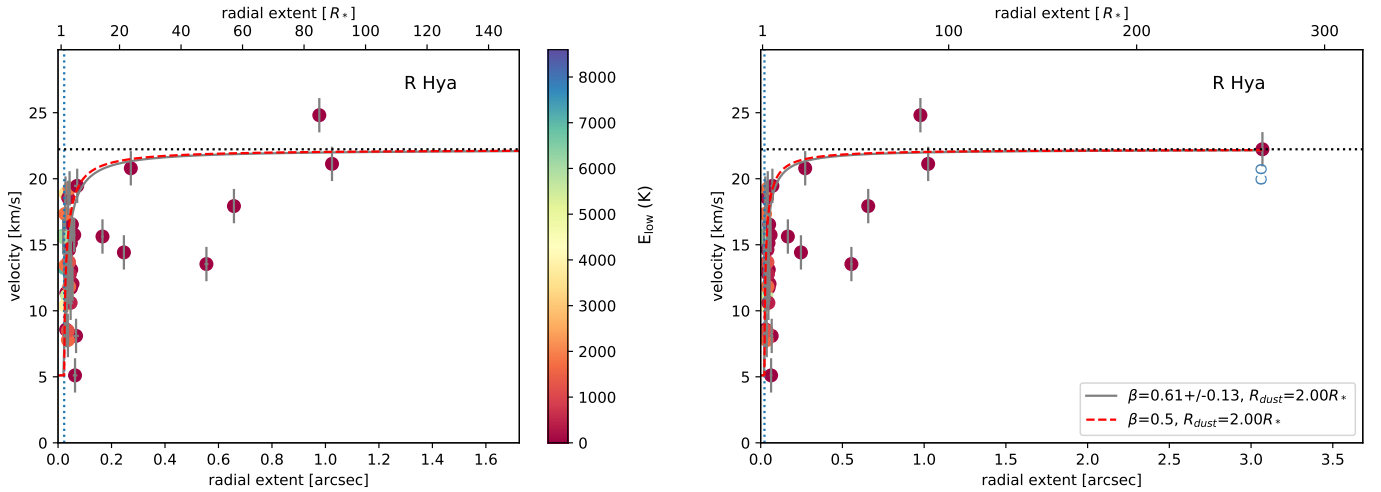 radial extent [ R* ]
1 20 40 60 80 100 120 140
R Hya
velocity [km/s]
0 5 10 15 20 25
0.0 0.2 0.4 0.6 0.8 1.0 1.2 1.4 1.6
radial extent [arcsec]
0 1000 2000 3000 4000 5000 6000 7000 8000
E_low (K)
radial extent [ R* ]
1 100 200 300
R Hya
CO
velocity [km/s]
0 5 10 15 20 25
β=0.61+/-0.13, R_dust=2.00R*
β=0.5, R_dust=2.00R*
0.0 0.5 1.0 1.5 2.0 2.5 3.0 3.5
radial extent [arcsec]